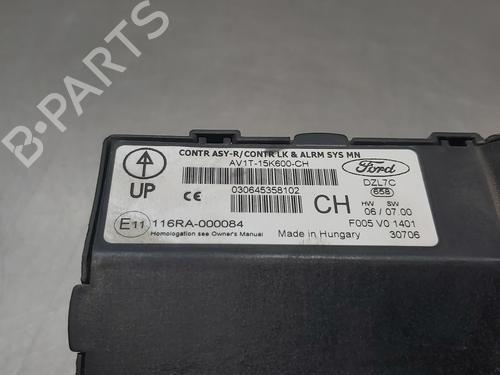 CONTR ASY-R/CONTR LK & ALRM SYS MN
AV1T-15K600-CH
Ford
UP
030645358102
CE
CH
DZL7C
658
HW SW
06 / 07.00
E11 116RA-000084
Homologation see Owner's Manual
Made in Hungary
F005 V0 1401
30706